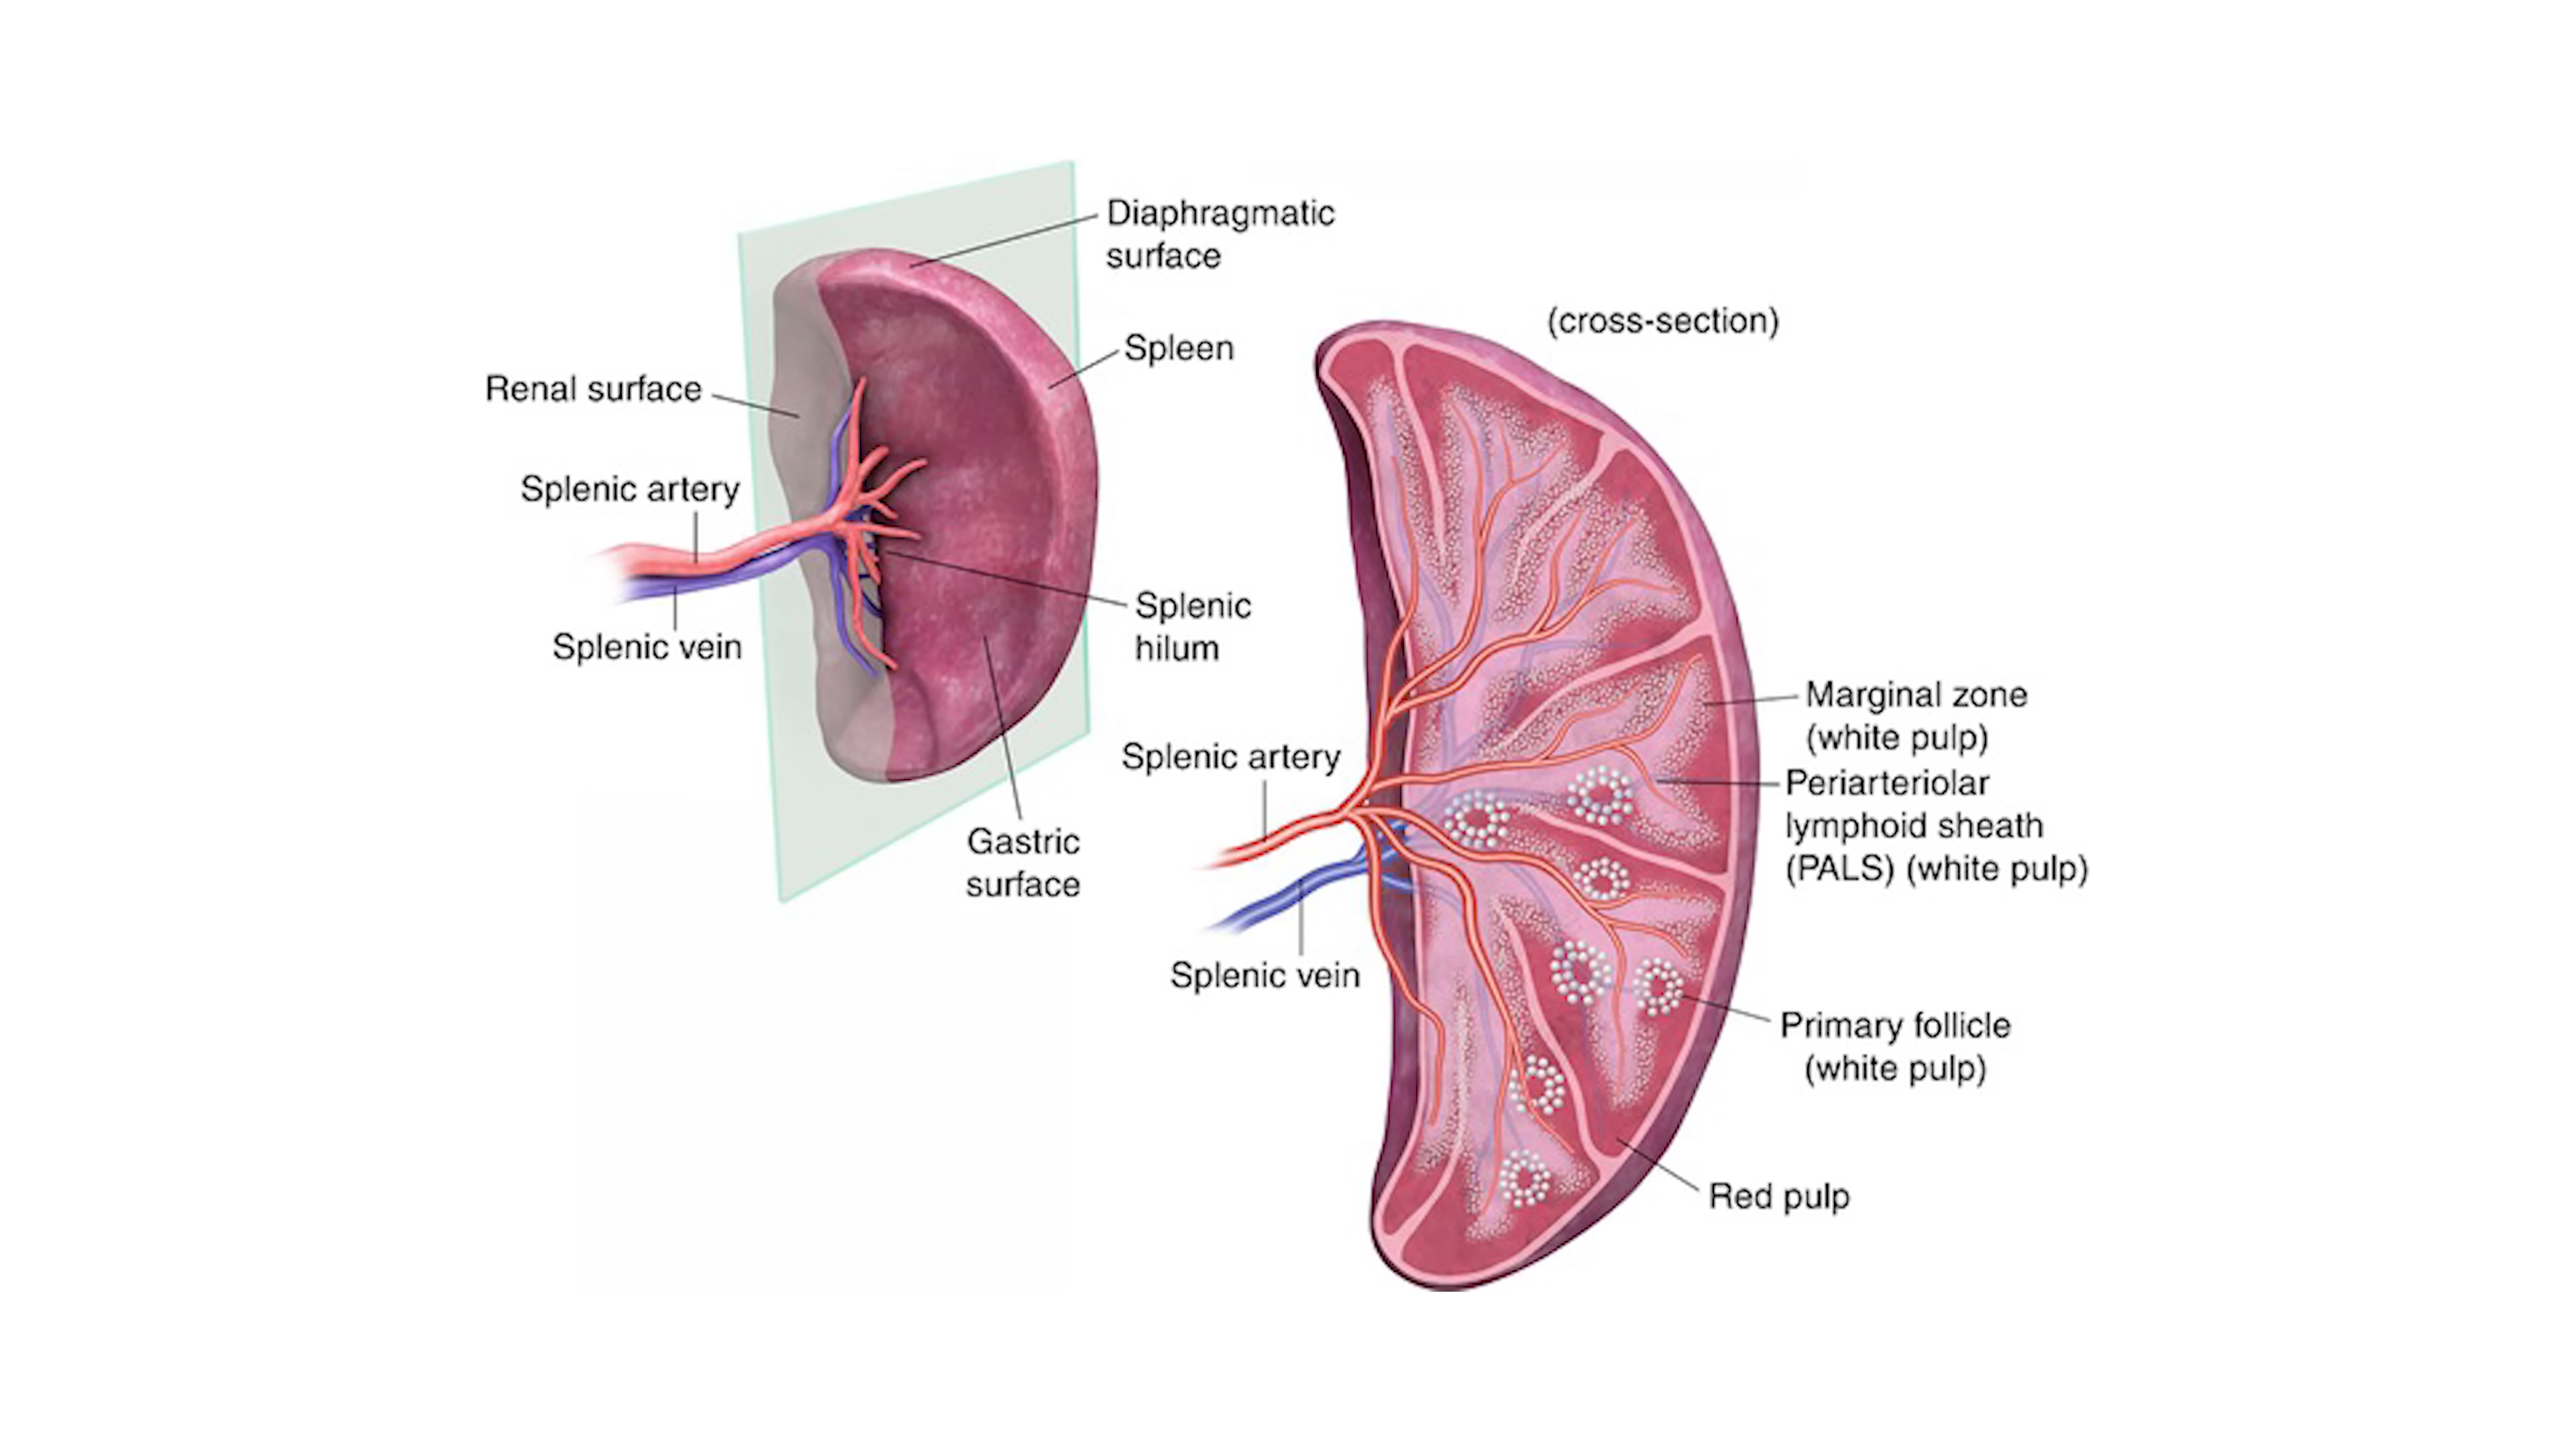 Diaphragmatic
surface
Spleen
Renal surface
Splenic artery
Splenic vein
Splenic
hilum
Gastric
surface
(cross-section)
Splenic artery
Splenic vein
Marginal zone
(white pulp)
Periarteriolar
lymphoid sheath
(PALS) (white pulp)
Primary follicle
(white pulp)
Red pulp